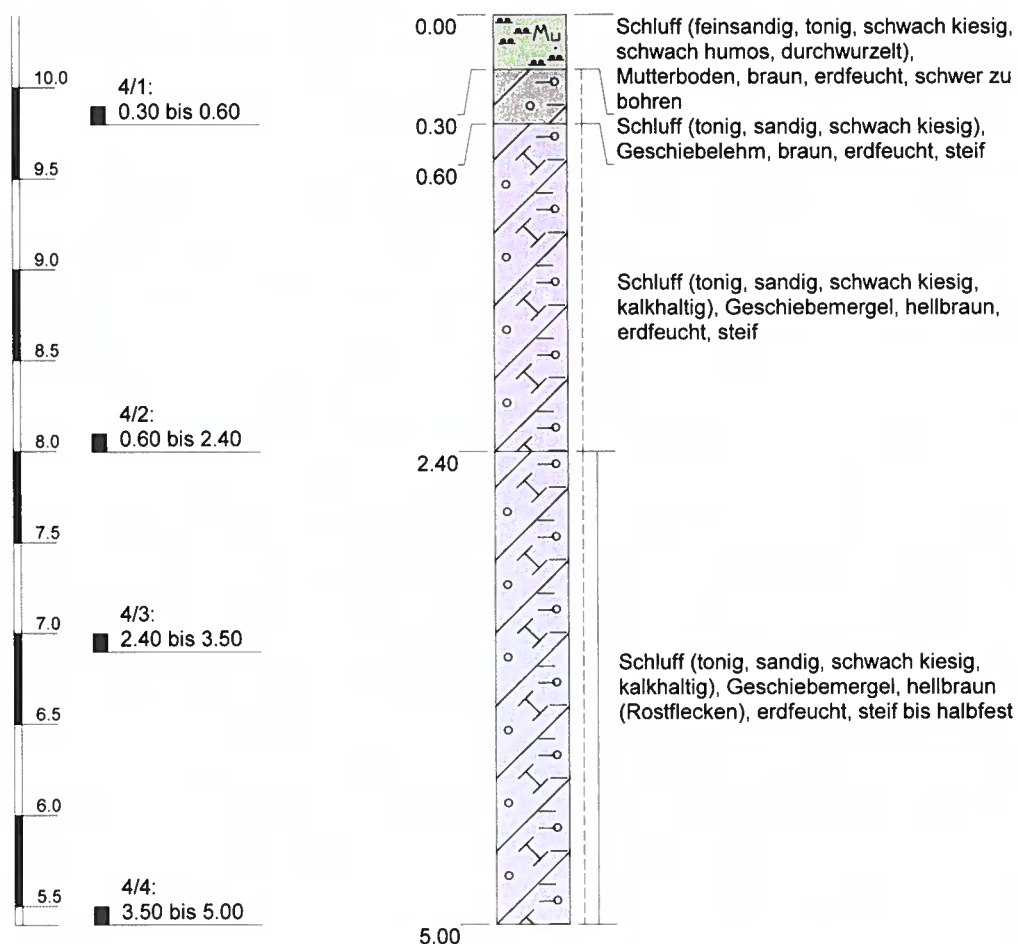 0.00
Mu
Schluff (feinsandig, tonig, schwach kiesig,
schwach humos, durchwurzelt),
Mutterboden, braun, erdfeucht, schwer zu
bohren
10.0
4/1:
0.30 bis 0.60
0.30
Schluff (tonig, sandig, schwach kiesig),
Geschiebelehm, braun, erdfeucht, steif
0.60
9.5
9.0
Schluff (tonig, sandig, schwach kiesig,
kalkhaltig), Geschiebemergel, hellbraun,
erdfeucht, steif
8.5
4/2:
0.60 bis 2.40
8.0
2.40
7.5
4/3:
2.40 bis 3.50
7.0
Schluff (tonig, sandig, schwach kiesig,
kalkhaltig), Geschiebemergel, hellbraun
(Rostflecken), erdfeucht, steif bis halbfest
6.5
6.0
4/4:
3.50 bis 5.00
5.5
5.00